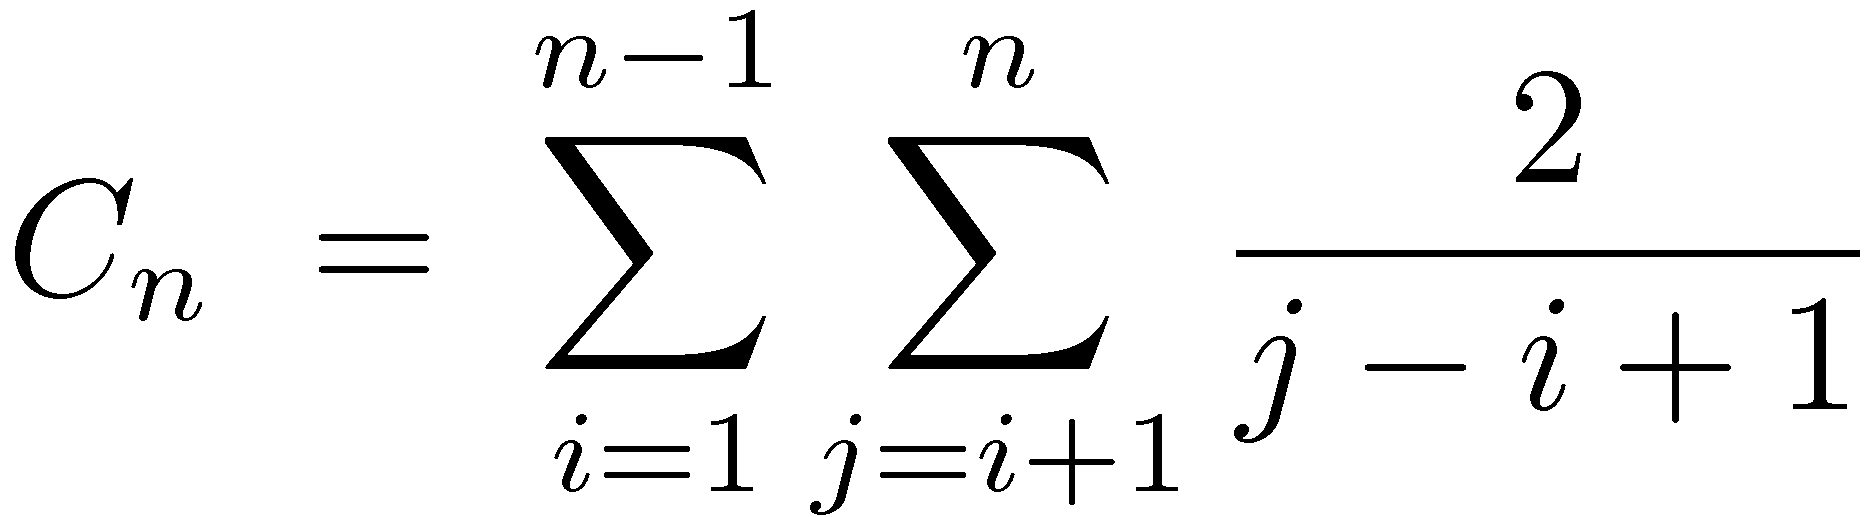 C_n = \sum_{i=1}^{n-1} \sum_{j=i+1}^{n} \frac{2}{j-i+1}